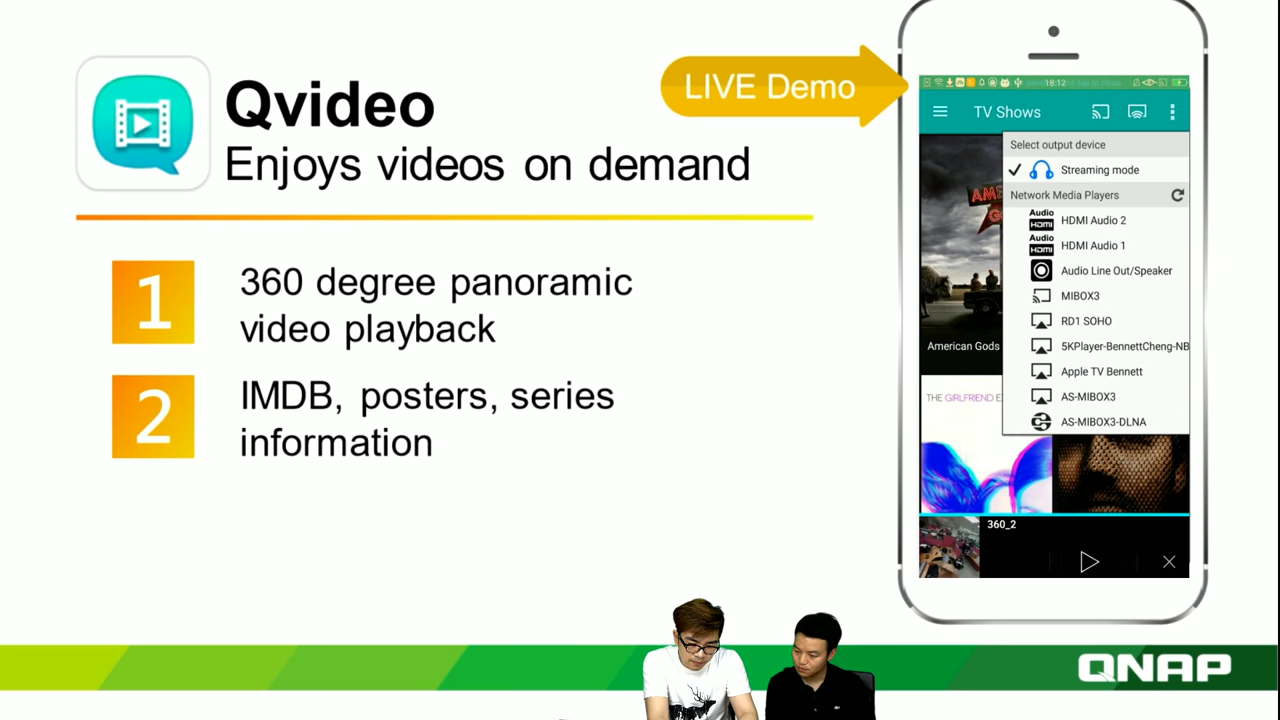 Qvideo
Enjoys videos on demand
LIVE Demo
1
360 degree panoramic
video playback
2
IMDB, posters, series
information
18:12
TV Shows
Select output device
Streaming mode
Network Media Players
Audio
HDMI
HDMI Audio 2
Audio
HDMI
HDMI Audio 1
Audio Line Out/Speaker
MIBOX3
RD1 SOHO
5KPlayer-BennettCheng-NB
Apple TV Bennett
AS-MIBOX3
AS-MIBOX3-DLNA
American Gods
THE GIRLFRIEND E
360_2
QNAP